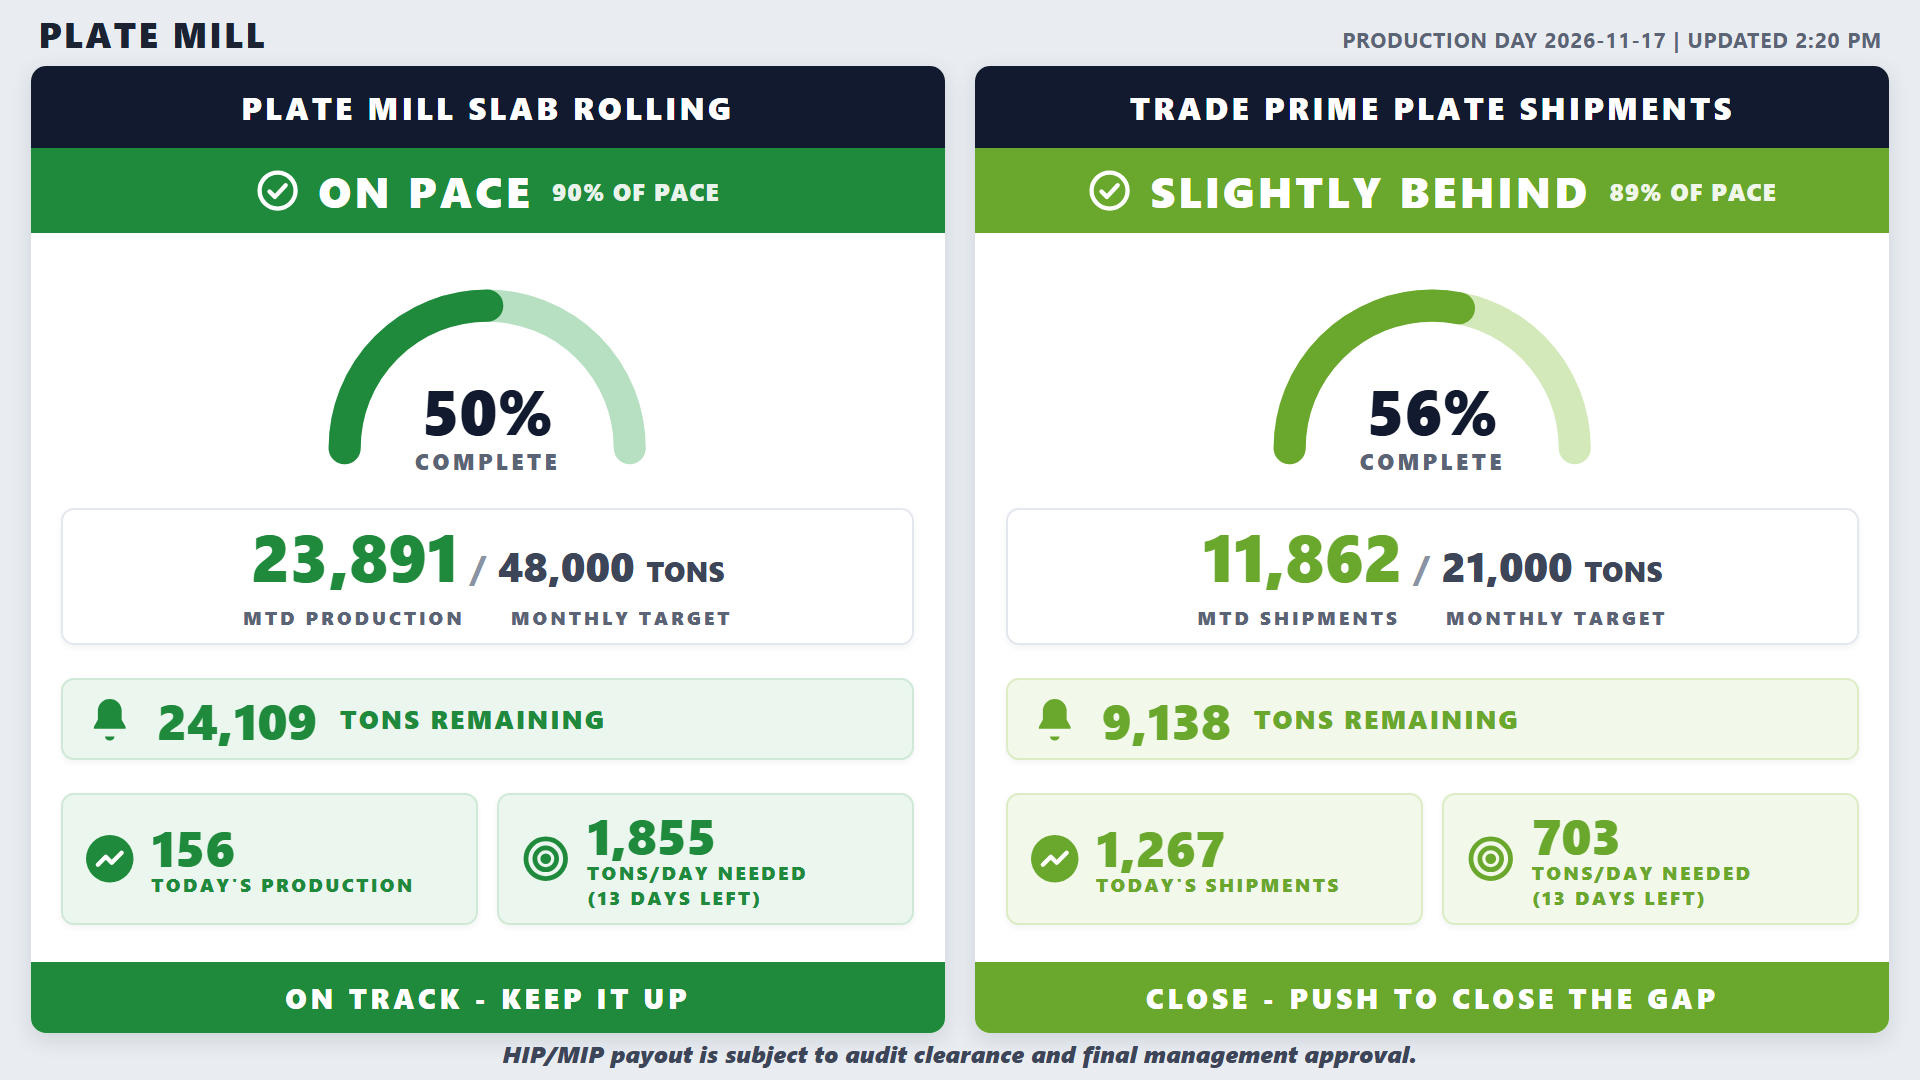 PLATE MILL
PRODUCTION DAY 2026-11-17 | UPDATED 2:20 PM
PLATE MILL SLAB ROLLING
ON PACE 90% OF PACE
50%
COMPLETE
23,891 / 48,000 TONS
MTD PRODUCTION MONTHLY TARGET
24,109 TONS REMAINING
156
TODAY'S PRODUCTION
1,855
TONS/DAY NEEDED
(13 DAYS LEFT)
ON TRACK - KEEP IT UP
TRADE PRIME PLATE SHIPMENTS
SLIGHTLY BEHIND 89% OF PACE
56%
COMPLETE
11,862 / 21,000 TONS
MTD SHIPMENTS MONTHLY TARGET
9,138 TONS REMAINING
1,267
TODAY'S SHIPMENTS
703
TONS/DAY NEEDED
(13 DAYS LEFT)
CLOSE - PUSH TO CLOSE THE GAP
HIP/MIP payout is subject to audit clearance and final management approval.